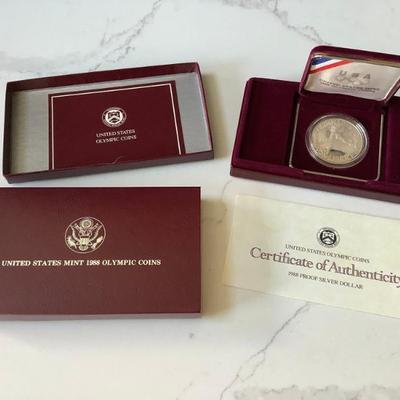 UNITED STATES
OLYMPIC COINS
USA
UNITED STATES MINT 1988 OLYMPIC COINS
UNITED STATES OLYMPIC COINS
Certificate of Authenticity
1988 PROOF SILVER DOLLAR